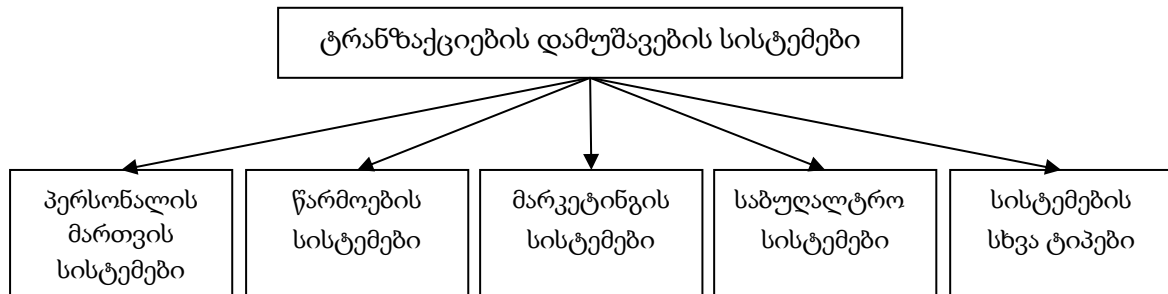 ტრანზაქციების დამუშავების სისტემები
პერსონალის
მართვის
სისტემები
წარმოების
სისტემები
მარკეტინგის
სისტემები
საბუღალტრო
სისტემები
სისტემების
სხვა ტიპები